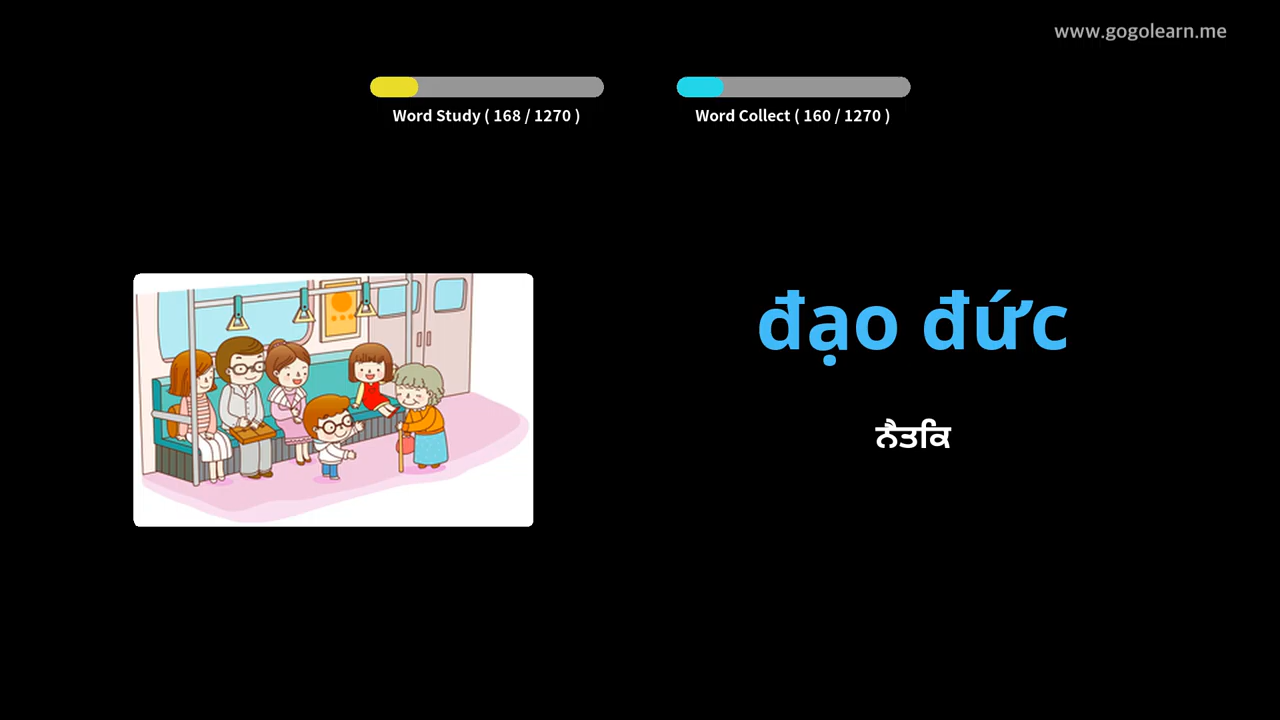 www.gogolearn.me
Word Study ( 168 / 1270 )
Word Collect ( 160 / 1270 )
đạo đức
ਨੈਤਕਿ